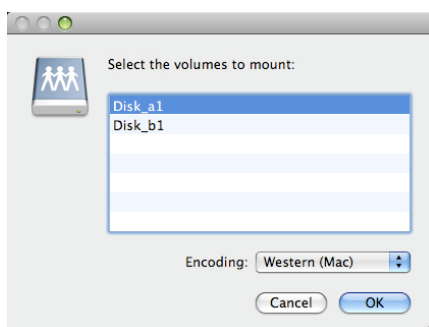 Select the volumes to mount:
Disk_a1
Disk_b1
Encoding: Western (Mac)
Cancel OK